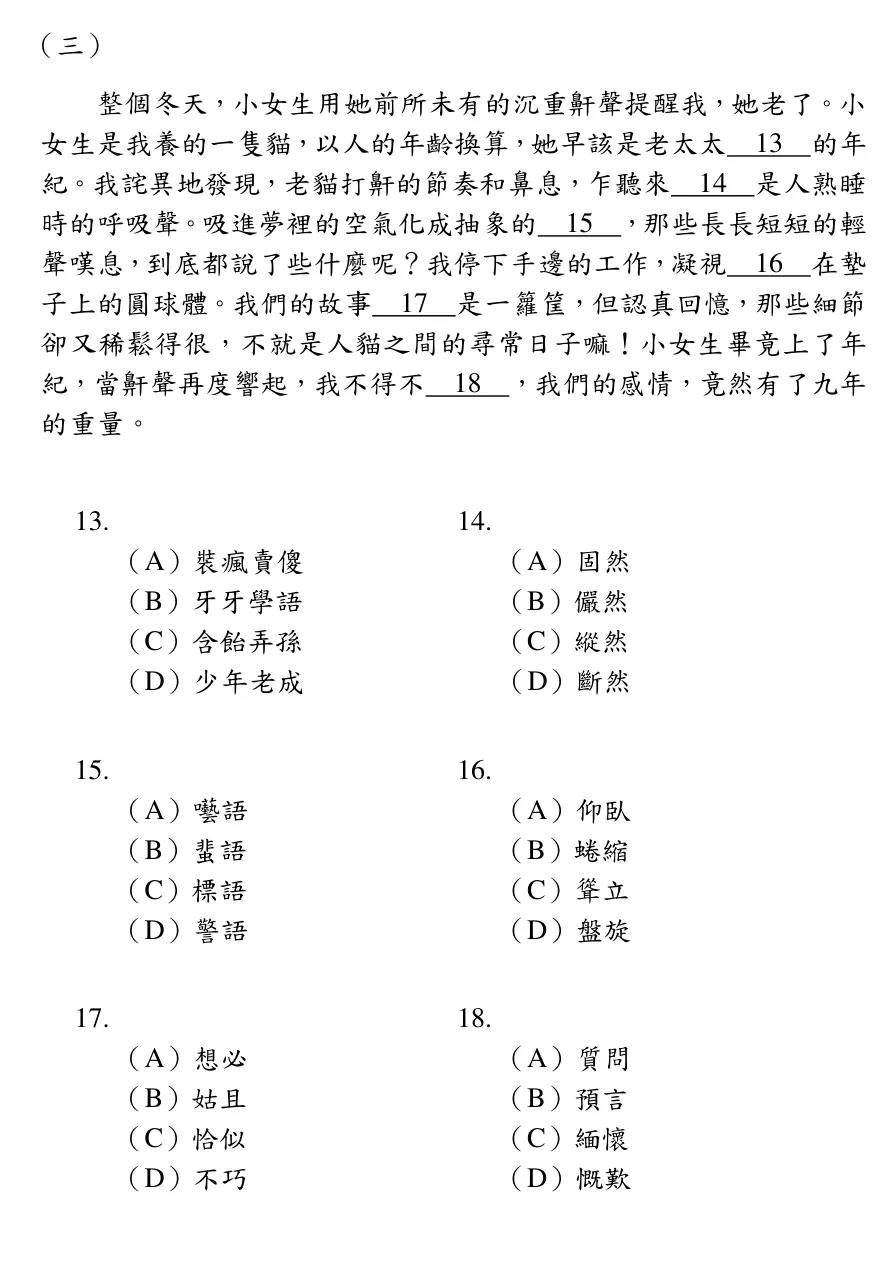 （三）
整個冬天，小女生用她前所未有的沉重鼾聲提醒我，她老了。小
女生是我養的一隻貓，以人的年齡換算，她早該是老太太 13 的年
紀。我詫異地發現，老貓打鼾的節奏和鼻息，乍聽來 14 是人熟睡
時的呼吸聲。吸進夢裡的空氣化成抽象的 15 ，那些長長短短的輕
聲嘆息，到底都說了些什麼呢？我停下手邊的工作，凝視 16 在墊
子上的圓球體。我們的故事 17 是一籮筐，但認真回憶，那些細節
卻又稀鬆得很，不就是人貓之間的尋常日子嘛！小女生畢竟上了年
紀，當鼾聲再度響起，我不得不 18 ，我們的感情，竟然有了九年
的重量。
13.
（A）裝瘋賣傻
（B）牙牙學語
（C）含飴弄孫
（D）少年老成
14.
（A）固然
（B）儼然
（C）縱然
（D）斷然
15.
（A）囈語
（B）蜚語
（C）標語
（D）警語
16.
（A）仰臥
（B）蜷縮
（C）聳立
（D）盤旋
17.
（A）想必
（B）姑且
（C）恰似
（D）不巧
18.
（A）質問
（B）預言
（C）緬懷
（D）慨歎